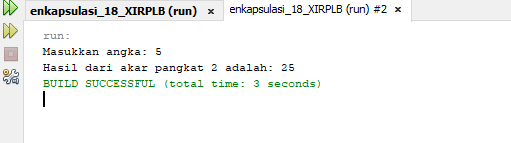 enkapsulasi_18_XIRPLB (run) × enkapsulasi_18_XIRPLB (run) #2 ×
run:
Masukkan angka: 5
Hasil dari akar pangkat 2 adalah: 25
BUILD SUCCESSFUL (total time: 3 seconds)